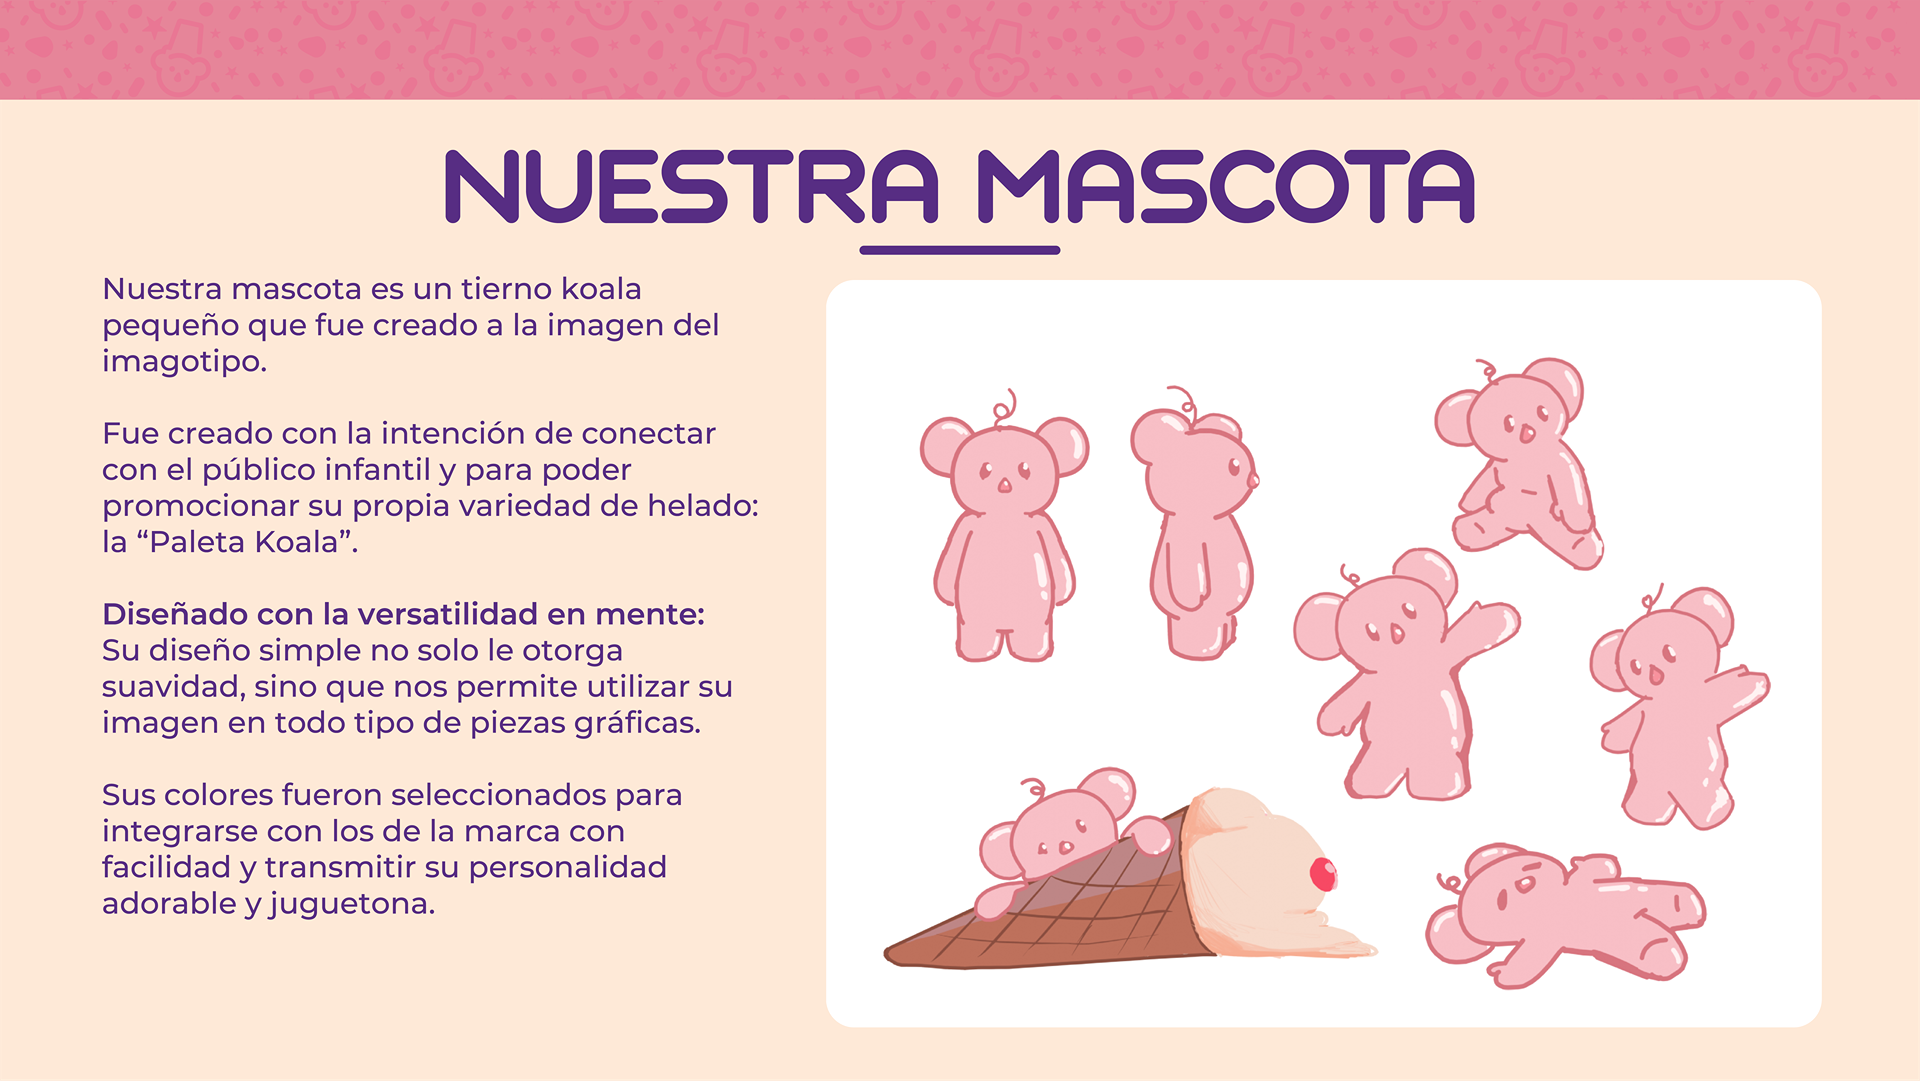 NUESTRA MASCOTA
Nuestra mascota es un tierno koala
pequeño que fue creado a la imagen del
imagotipo.
Fue creado con la intención de conectar
con el público infantil y para poder
promocionar su propia variedad de helado:
la “Paleta Koala”.
Diseñado con la versatilidad en mente:
Su diseño simple no solo le otorga
suavidad, sino que nos permite utilizar su
imagen en todo tipo de piezas gráficas.
Sus colores fueron seleccionados para
integrarse con los de la marca con
facilidad y transmitir su personalidad
adorable y juguetona.